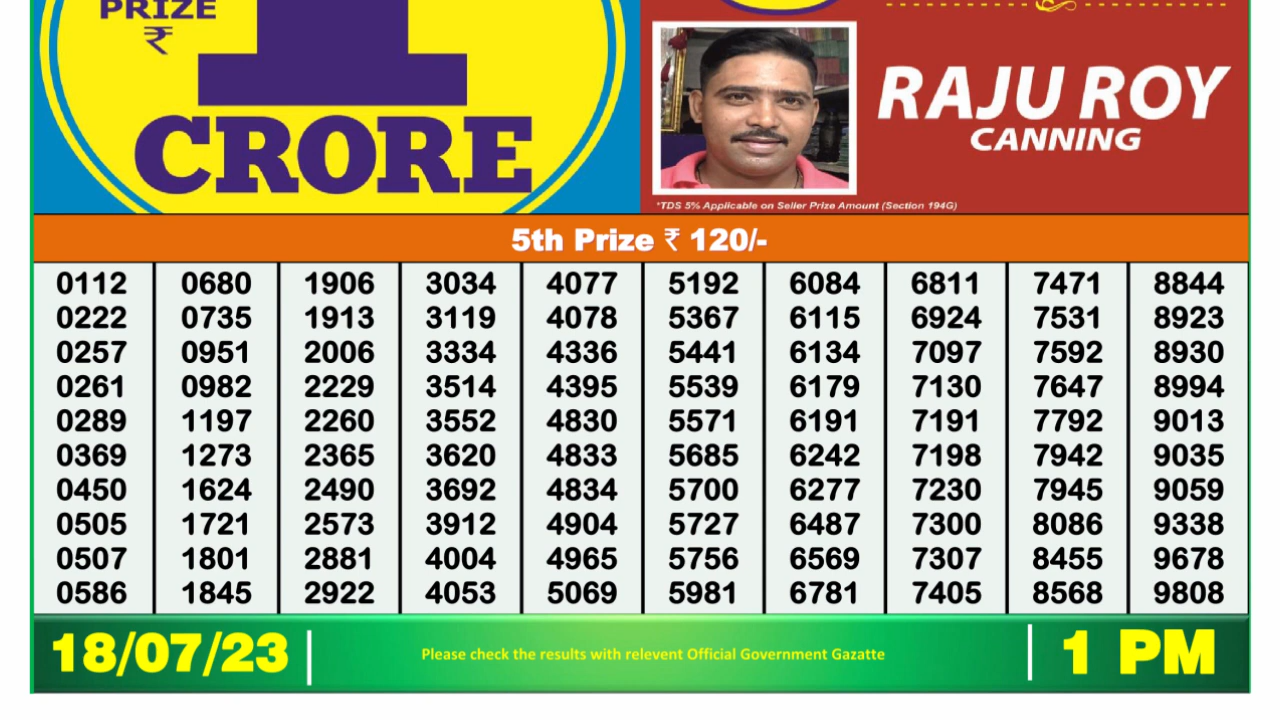 PRIZE
₹
1
CRORE
RAJU ROY
CANNING
*TDS 5% Applicable on Seller Prize Amount (Section 194G)
5th Prize ₹ 120/-
0112 0680 1906 3034 4077 5192 6084 6811 7471 8844
0222 0735 1913 3119 4078 5367 6115 6924 7531 8923
0257 0951 2006 3334 4336 5441 6134 7097 7592 8930
0261 0982 2229 3514 4395 5539 6179 7130 7647 8994
0289 1197 2260 3552 4830 5571 6191 7191 7792 9013
0369 1273 2365 3620 4833 5685 6242 7198 7942 9035
0450 1624 2490 3692 4834 5700 6277 7230 7945 9059
0505 1721 2573 3912 4904 5727 6487 7300 8086 9338
0507 1801 2881 4004 4965 5756 6569 7307 8455 9678
0586 1845 2922 4053 5069 5981 6781 7405 8568 9808
18/07/23
Please check the results with relevent Official Government Gazatte
1 PM